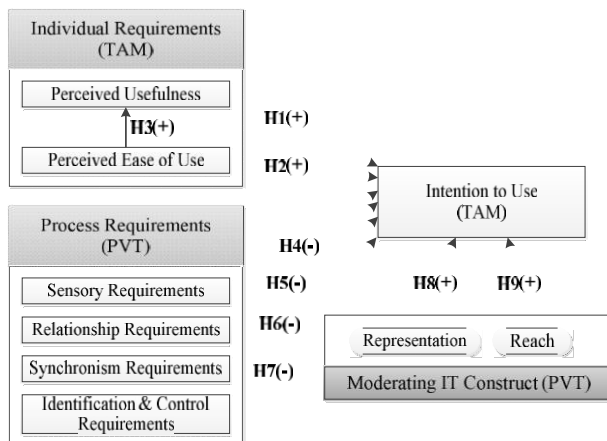 Individual Requirements
(TAM)
Perceived Usefulness
H3(+)
Perceived Ease of Use
H1(+)
H2(+)
Intention to Use
(TAM)
Process Requirements
(PVT)
Sensory Requirements
Relationship Requirements
Synchronism Requirements
Identification & Control
Requirements
H4(-)
H5(-)
H6(-)
H7(-)
H8(+)
H9(+)
Representation
Reach
Moderating IT Construct (PVT)